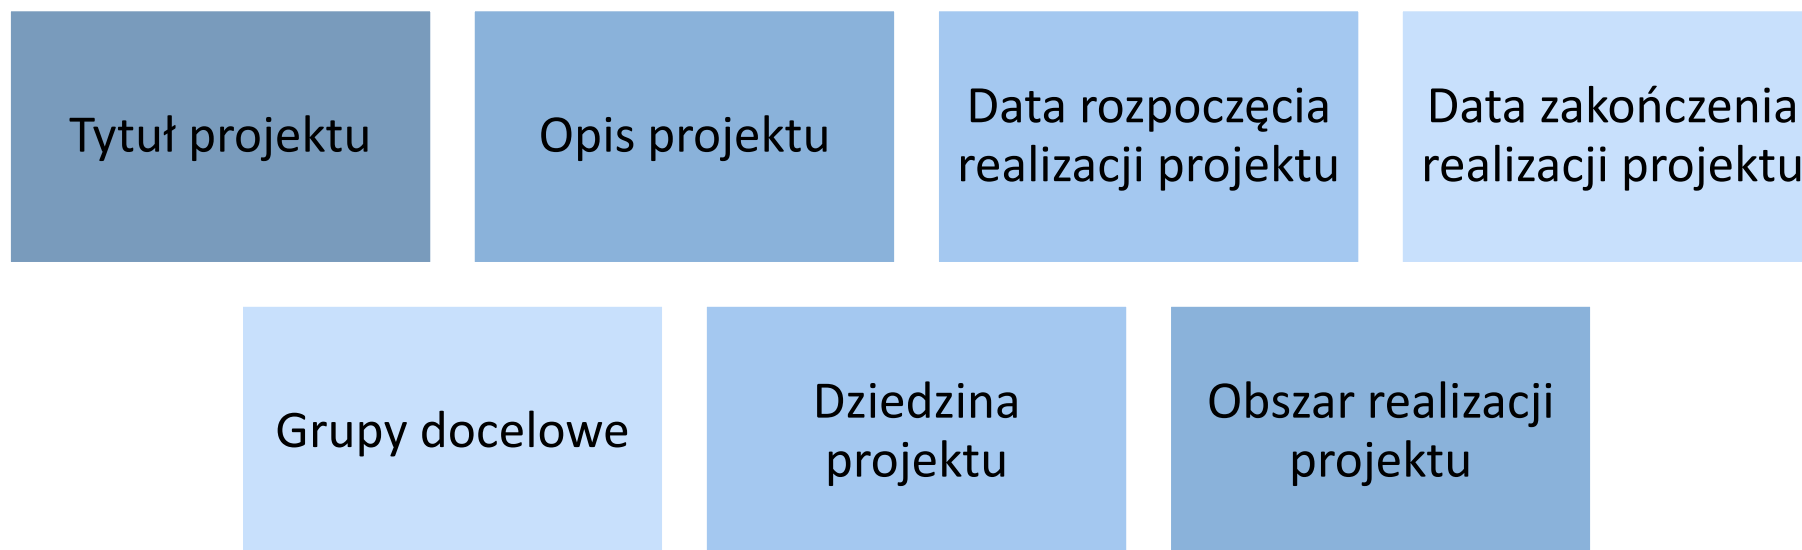 Tytuł projektu
Opis projektu
Data rozpoczęcia
realizacji projektu
Data zakończenia
realizacji projektu
Grupy docelowe
Dziedzina
projektu
Obszar realizacji
projektu